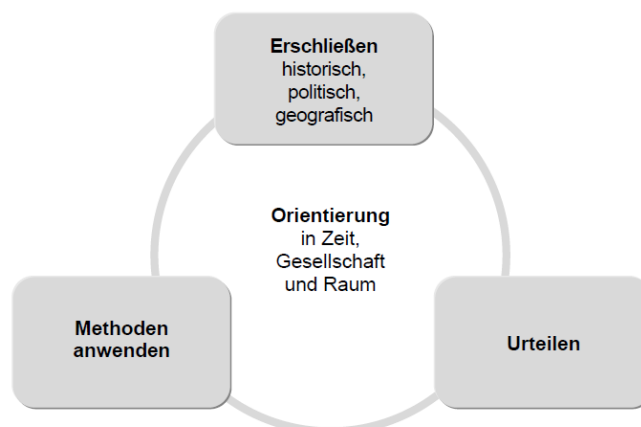 Erschließen
historisch,
politisch,
geografisch
Orientierung
in Zeit,
Gesellschaft
und Raum
Methoden
anwenden
Urteilen